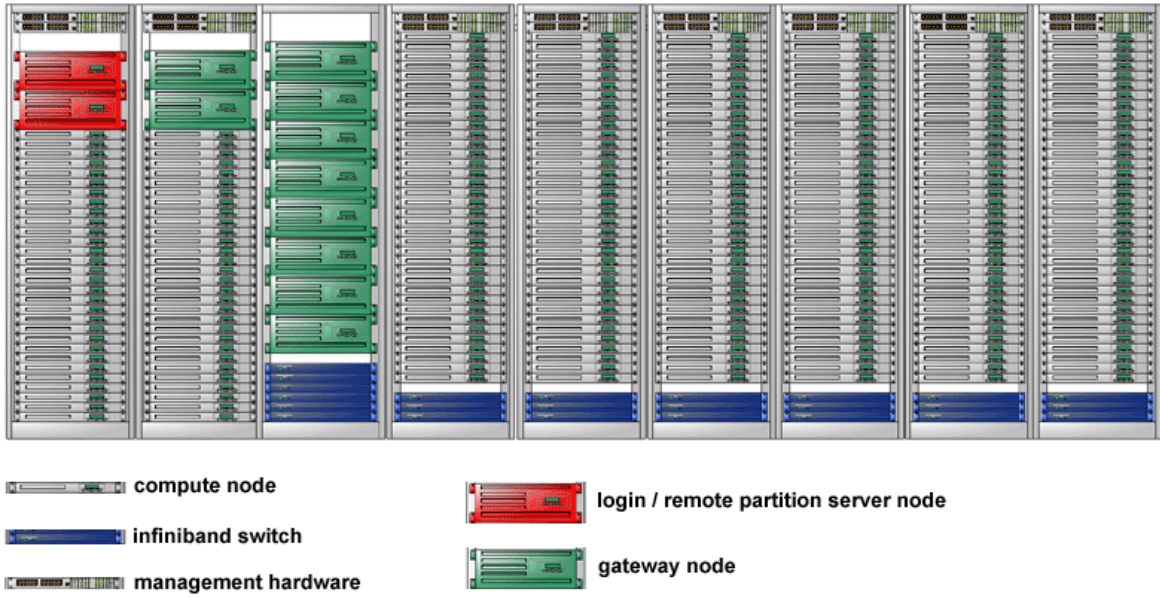 compute node
login / remote partition server node
infiniband switch
gateway node
management hardware